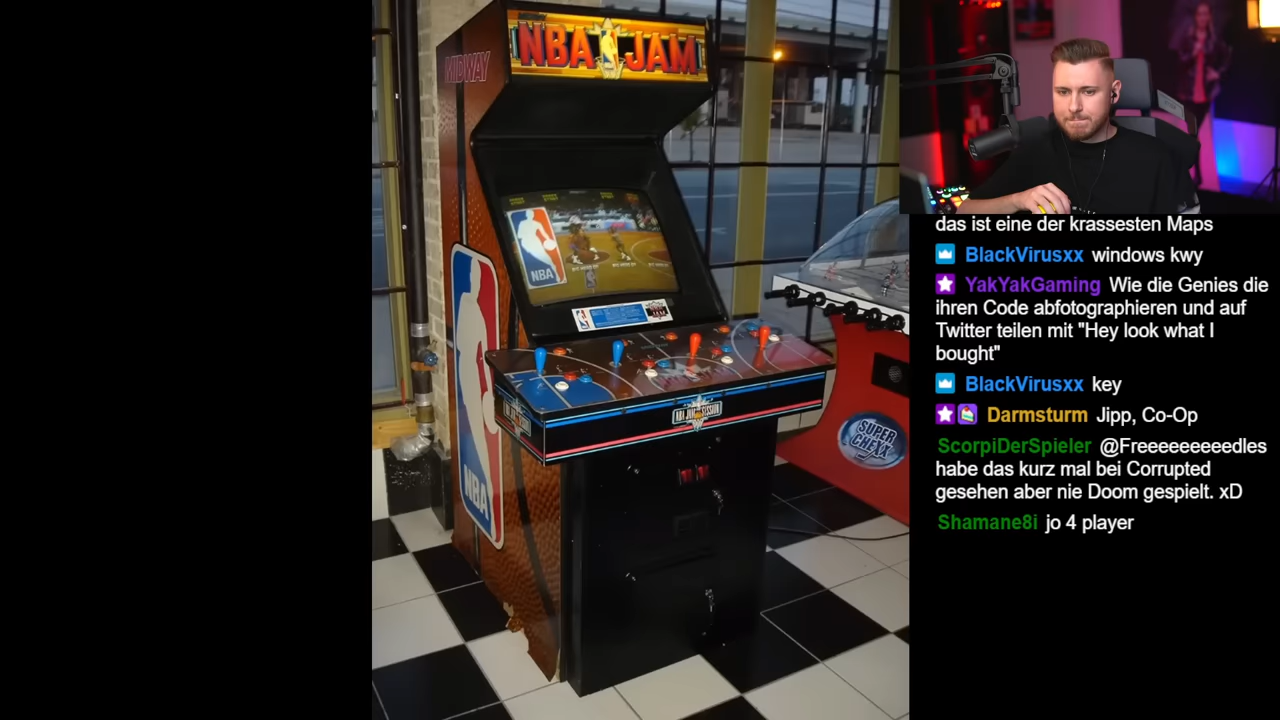 MIDWAY
NBA JAM
MIDWAY
NBA
NBA JAM SESSION
NBA
SUPER
CHEXX
das ist eine der krassesten Maps
BlackVirusxx windows kwy
YakYakGaming Wie die Genies die
ihren Code abfotographieren und auf
Twitter teilen mit "Hey look what I
bought"
BlackVirusxx key
Darmsturm Jipp, Co-Op
ScorpiDerSpieler @Freeeeeeeedles
habe das kurz mal bei Corrupted
gesehen aber nie Doom gespielt. xD
Shamane8i jo 4 player